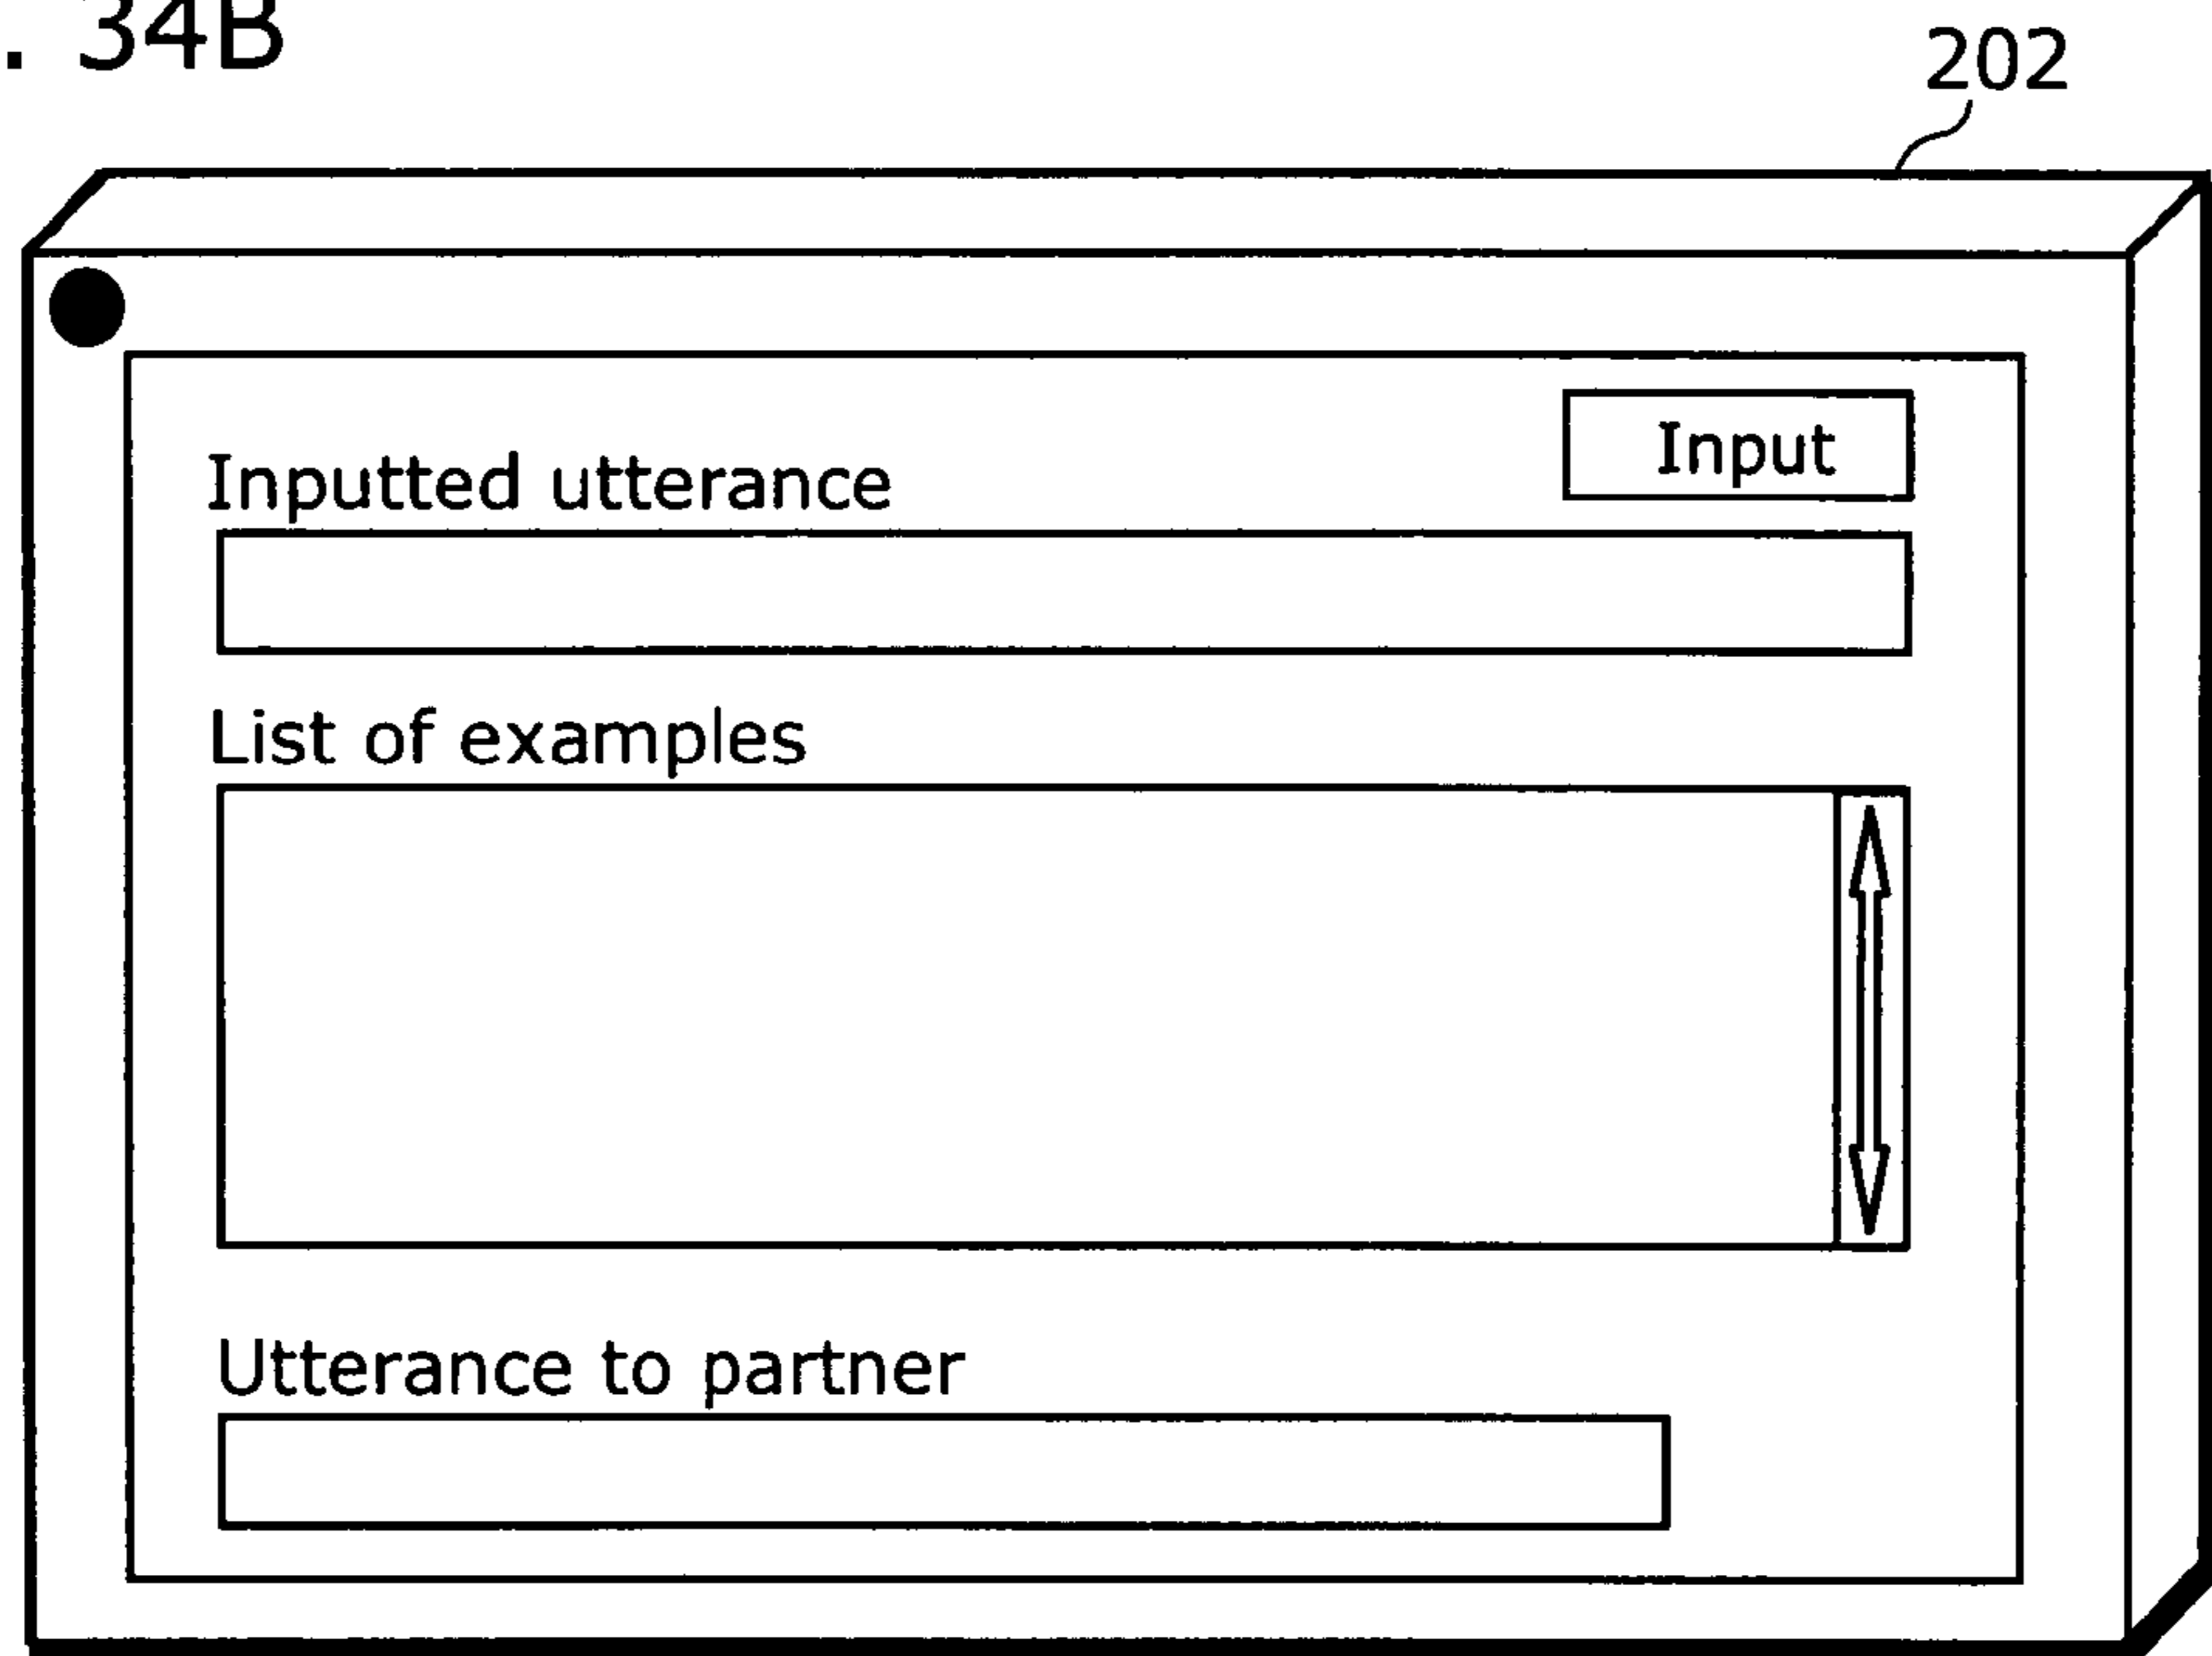 . 34B
202
Input
Inputted utterance
List of examples
Utterance to partner